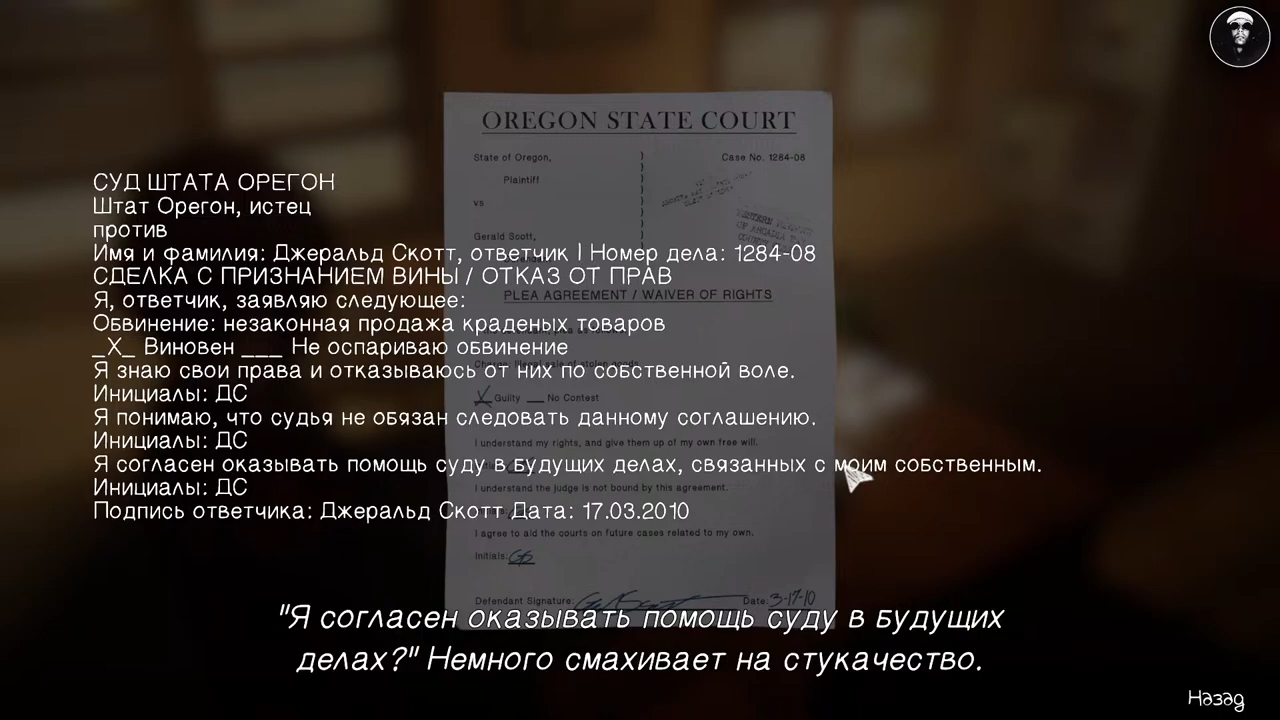 OREGON STATE COURT
State of Oregon,
Case No. 1284-08
Plaintiff
vs
Gerald Scott,
PLEA AGREEMENT / WAIVER OF RIGHTS
Guilty ___ No Contest
I understand my rights, and give them up of my own free will.
I understand the judge is not bound by this agreement.
I agree to aid the courts on future cases related to my own.
Initials: GS
Defendant Signature:
Date: 3-17-10
СУД ШТАТА ОРЕГОН
Штат Орегон, истец
против
Имя и фамилия: Джеральд Скотт, ответчик | Номер дела: 1284-08
СДЕЛКА С ПРИЗНАНИЕМ ВИНЫ / ОТКАЗ ОТ ПРАВ
Я, ответчик, заявляю следующее:
Обвинение: незаконная продажа краденых товаров
_X_ Виновен ___ Не оспариваю обвинение
Я знаю свои права и отказываюсь от них по собственной воле.
Инициалы: ДС
Я понимаю, что судья не обязан следовать данному соглашению.
Инициалы: ДС
Я согласен оказывать помощь суду в будущих делах, связанных с моим собственным.
Инициалы: ДС
Подпись ответчика: Джеральд Скотт Дата: 17.03.2010
"Я согласен оказывать помощь суду в будущих
делах?" Немного смахивает на стукачество.
Назад